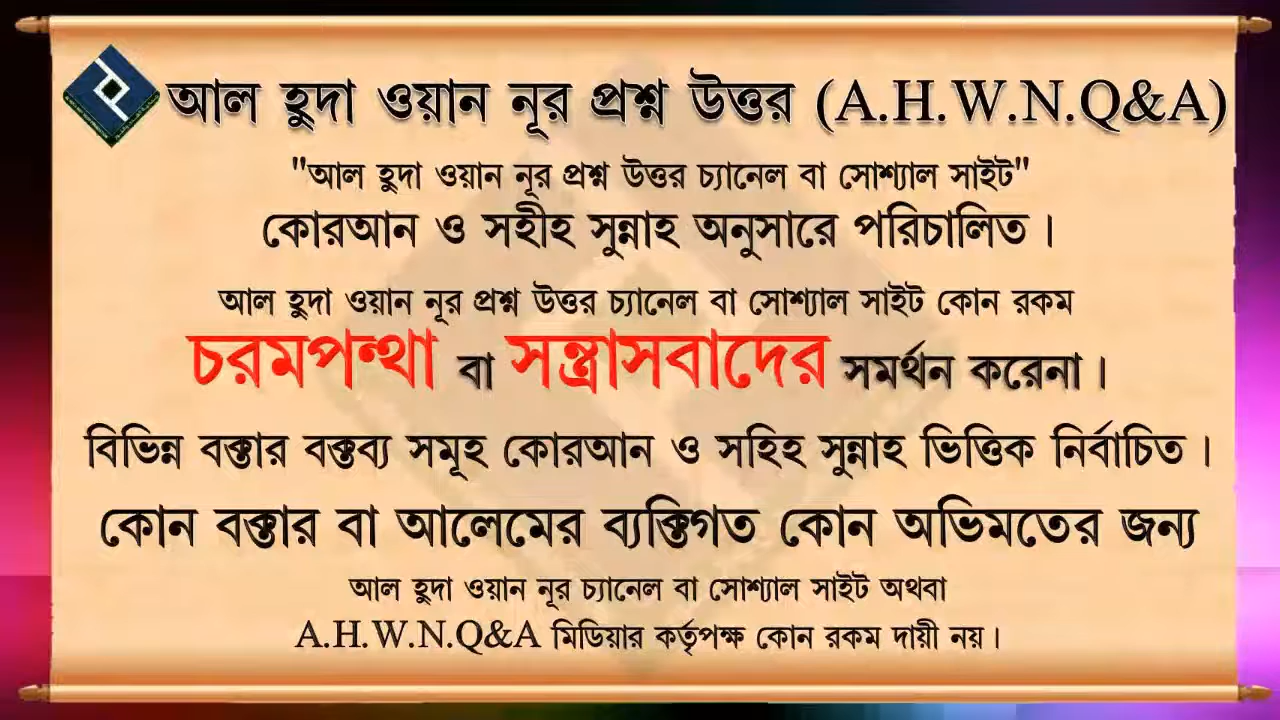 আল হুদা ওয়ান নূর প্রশ্ন উত্তর (A.H.W.N.Q&A)
"আল হুদা ওয়ান নূর প্রশ্ন উত্তর চ্যানেল বা সোশ্যাল সাইট"
কোরআন ও সহীহ সুন্নাহ অনুসারে পরিচালিত।
আল হুদা ওয়ান নূর প্রশ্ন উত্তর চ্যানেল বা সোশ্যাল সাইট কোন রকম
চরমপন্থা বা সন্ত্রাসবাদের সমর্থন করেনা।
বিভিন্ন বক্তার বক্তব্য সমূহ কোরআন ও সহিহ সুন্নাহ ভিত্তিক নির্বাচিত।
কোন বক্তার বা আলেমের ব্যক্তিগত কোন অভিমতের জন্য
আল হুদা ওয়ান নূর চ্যানেল বা সোশ্যাল সাইট অথবা
A.H.W.N.Q&A মিডিয়ার কর্তৃপক্ষ কোন রকম দায়ী নয়।